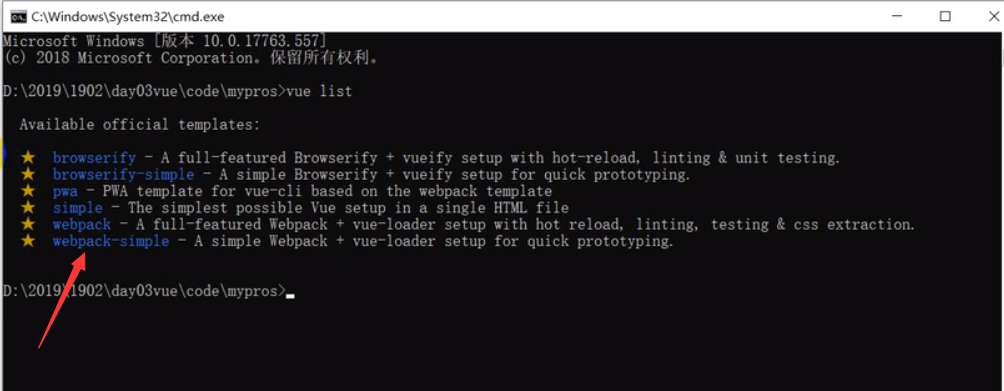 C:\Windows\System32\cmd.exe
Microsoft Windows [版本 10.0.17763.557]
(c) 2018 Microsoft Corporation。保留所有权利。
D:\2019\1902\day03vue\code\mypros>vue list
Available official templates:
★ browserify - A full-featured Browserify + vueify setup with hot-reload, linting & unit testing.
★ browserify-simple - A simple Browserify + vueify setup for quick prototyping.
★ pwa - PWA template for vue-cli based on the webpack template
★ simple - The simplest possible Vue setup in a single HTML file
★ webpack - A full-featured Webpack + vue-loader setup with hot reload, linting, testing & css extraction.
★ webpack-simple - A simple Webpack + vue-loader setup for quick prototyping.
D:\2019\1902\day03vue\code\mypros>